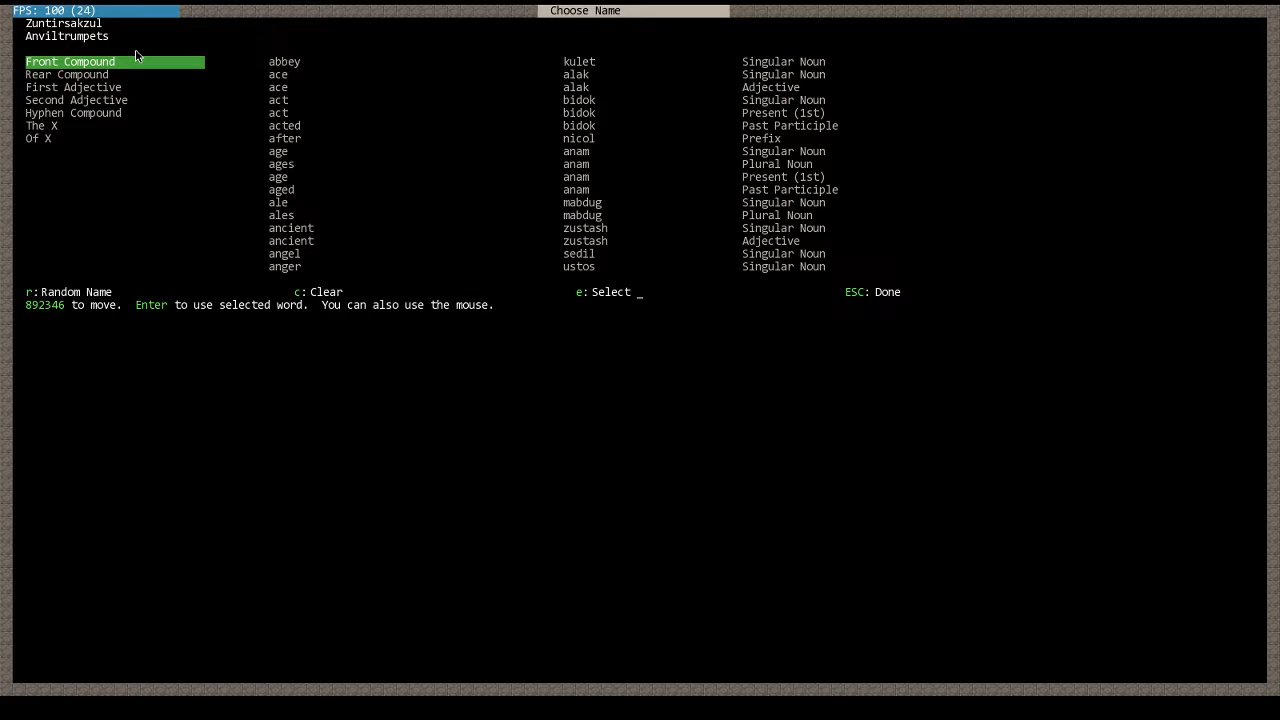 FPS: 100 (24) Choose Name
Zuntirsakzul
Anviltrumpets
Front Compound abbey kulet Singular Noun
Rear Compound ace alak Singular Noun
First Adjective ace alak Adjective
Second Adjective act bidok Singular Noun
Hyphen Compound act bidok Present (1st)
The X acted bidok Past Participle
Of X after nicol Prefix
age anam Singular Noun
ages anam Plural Noun
age anam Present (1st)
aged anam Past Participle
ale mabdug Singular Noun
ales mabdug Plural Noun
ancient zustash Singular Noun
ancient zustash Adjective
angel sedil Singular Noun
anger ustos Singular Noun
r: Random Name c: Clear e: Select _ ESC: Done
892346 to move. Enter to use selected word. You can also use the mouse.